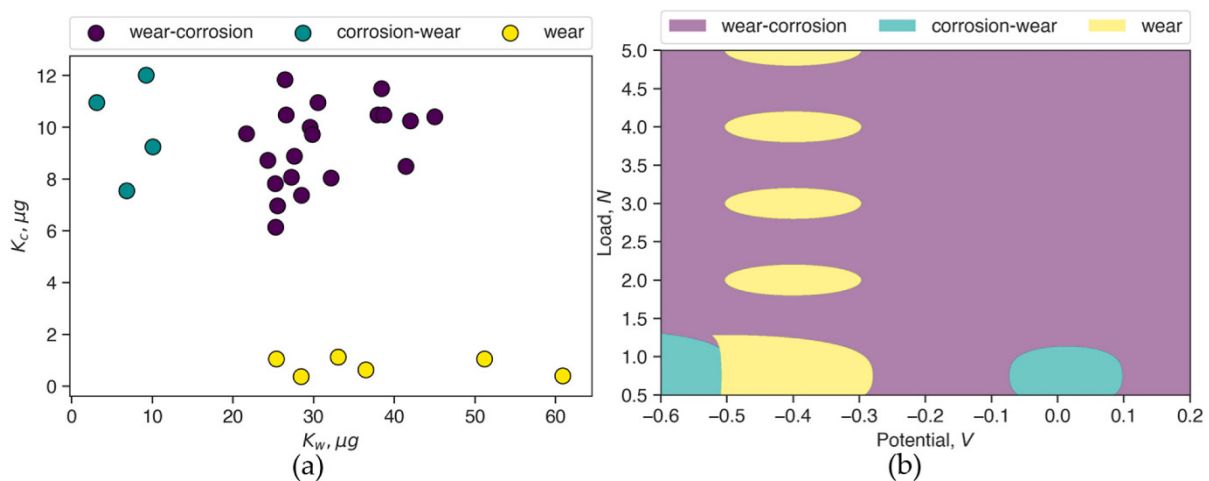 wear-corrosion corrosion-wear wear
12
10
8
6
4
2
0
K_C, μg
0 10 20 30 40 50 60
K_W, μg
(a)
wear-corrosion corrosion-wear wear
5.0
4.5
4.0
3.5
3.0
2.5
2.0
1.5
1.0
0.5
Load, N
−0.6 −0.5 −0.4 −0.3 −0.2 −0.1 0.0 0.1 0.2
Potential, V
(b)